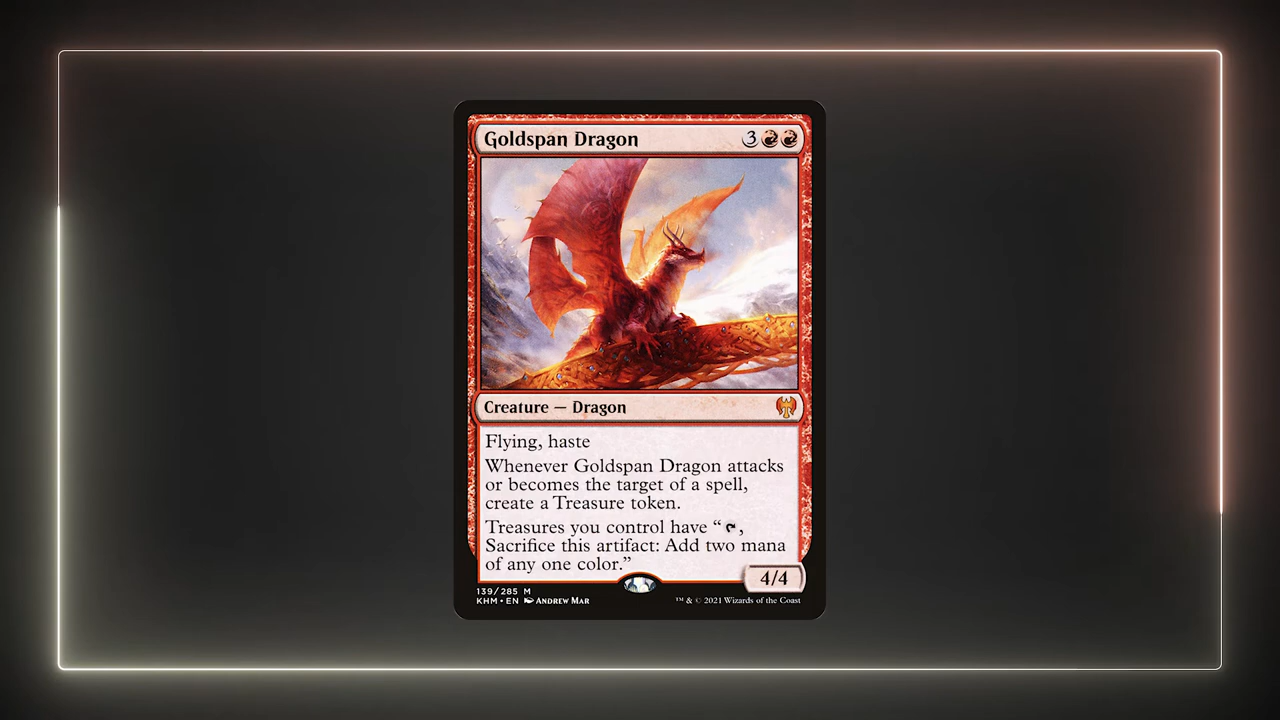 Goldspan Dragon 3
Creature — Dragon
Flying, haste
Whenever Goldspan Dragon attacks
or becomes the target of a spell,
create a Treasure token.
Treasures you control have “ ,
Sacrifice this artifact: Add two mana
of any one color.”
4/4
139/285 M
KHM • EN ANDREW MAR
™ & © 2021 Wizards of the Coast